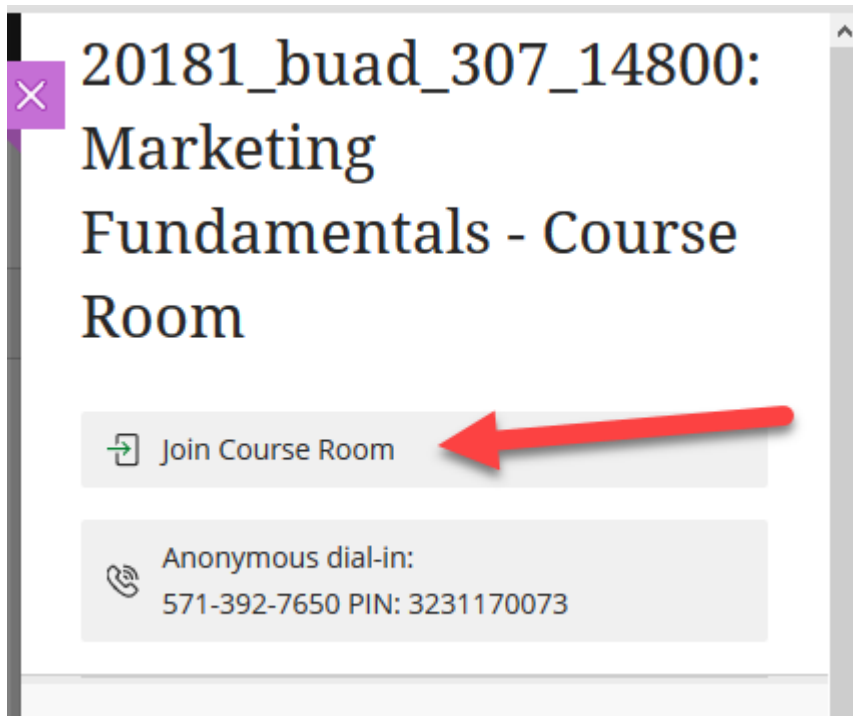 20181_buad_307_14800:
Marketing
Fundamentals - Course
Room
Join Course Room
Anonymous dial-in:
571-392-7650 PIN: 3231170073